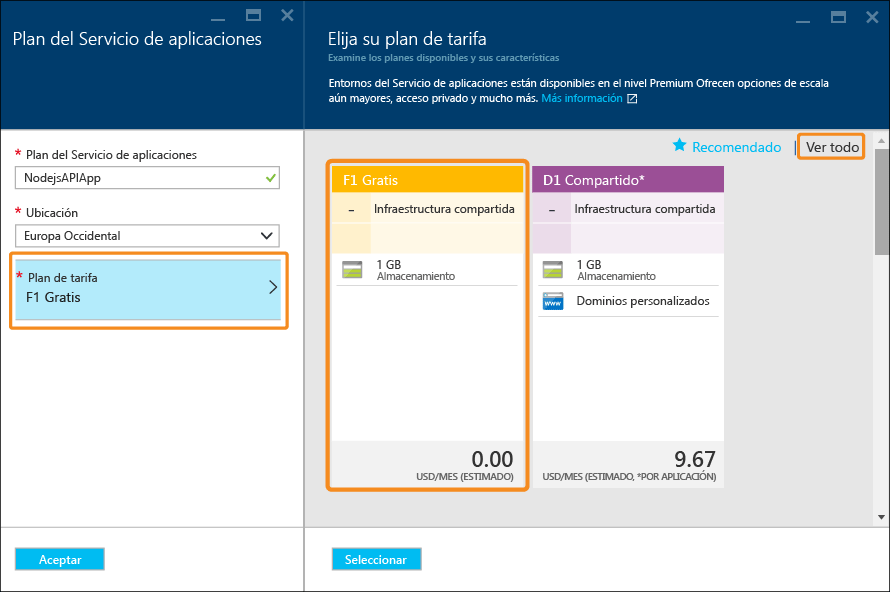 Plan del Servicio de aplicaciones
* Plan del Servicio de aplicaciones
NodejsAPIApp
* Ubicación
Europa Occidental
* Plan de tarifa
F1 Gratis
Aceptar
Elija su plan de tarifa
Examine los planes disponibles y sus características
Entornos del Servicio de aplicaciones están disponibles en el nivel Premium Ofrecen opciones de escala
aún mayores, acceso privado y mucho más. Más información
Recomendado | Ver todo
F1 Gratis
– Infraestructura compartida
1 GB
Almacenamiento
0.00
USD/MES (ESTIMADO)
D1 Compartido*
– Infraestructura compartida
1 GB
Almacenamiento
www Dominios personalizados
9.67
USD/MES (ESTIMADO, *POR APLICACIÓN)
Seleccionar